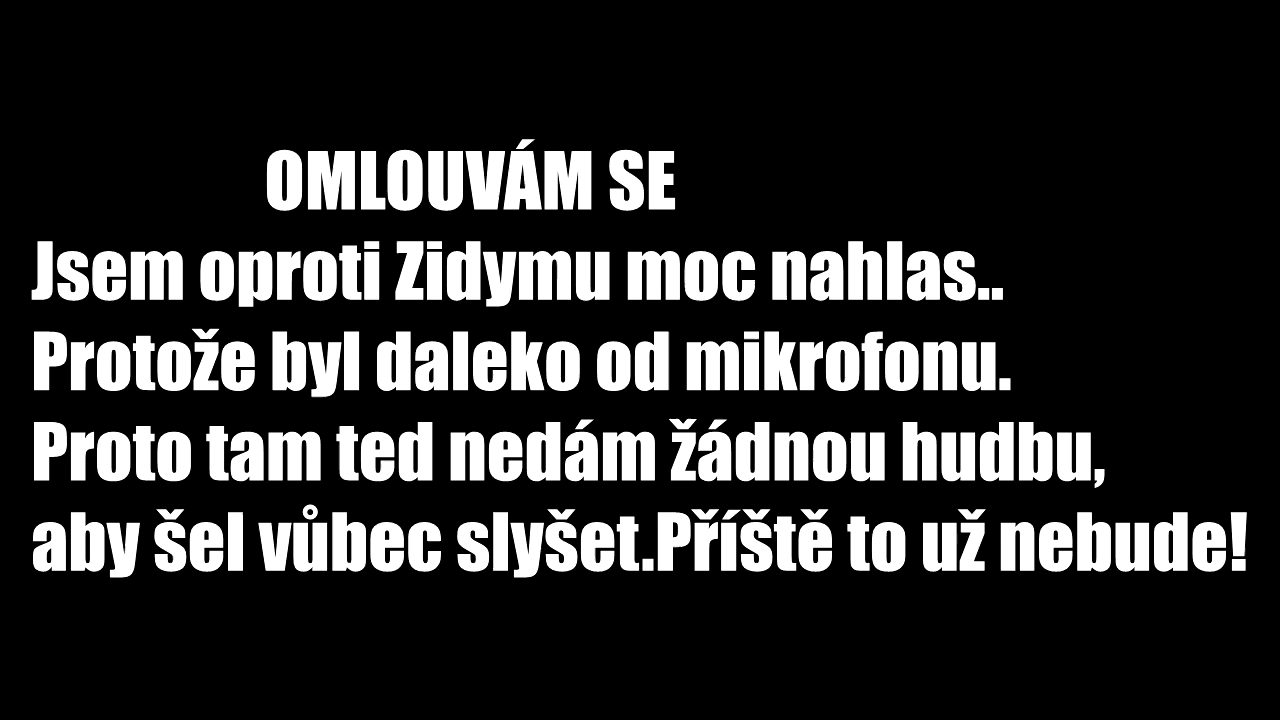 OMLOUVÁM SE
Jsem oproti Zidymu moc nahlas..
Protože byl daleko od mikrofonu.
Proto tam ted nedám žádnou hudbu,
aby šel vůbec slyšet.Příště to už nebude!